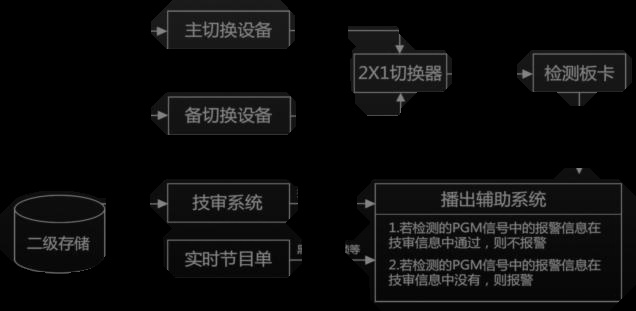 主切换设备
2X1切换器
检测板卡
备切换设备
二级存储
技审系统
实时节目单
等
播出辅助系统
1.若检测的PGM信号中的报警信息在
技审信息中通过，则不报警
2.若检测的PGM信号中的报警信息在
技审信息中没有，则报警